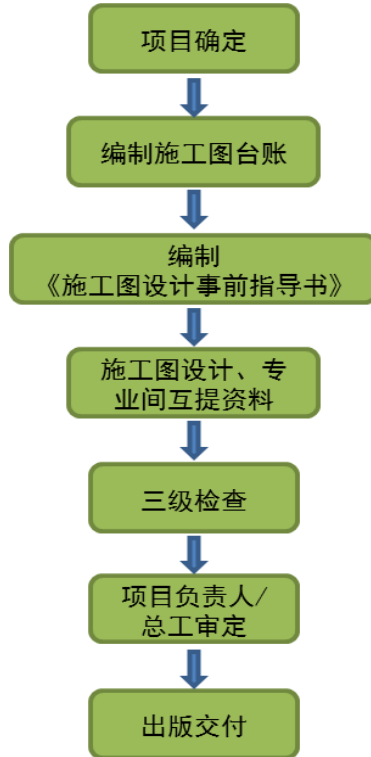 项目确定
编制施工图台账
编制
《施工图设计事前指导书》
施工图设计、专
业间互提资料
三级检查
项目负责人/
总工审定
出版交付